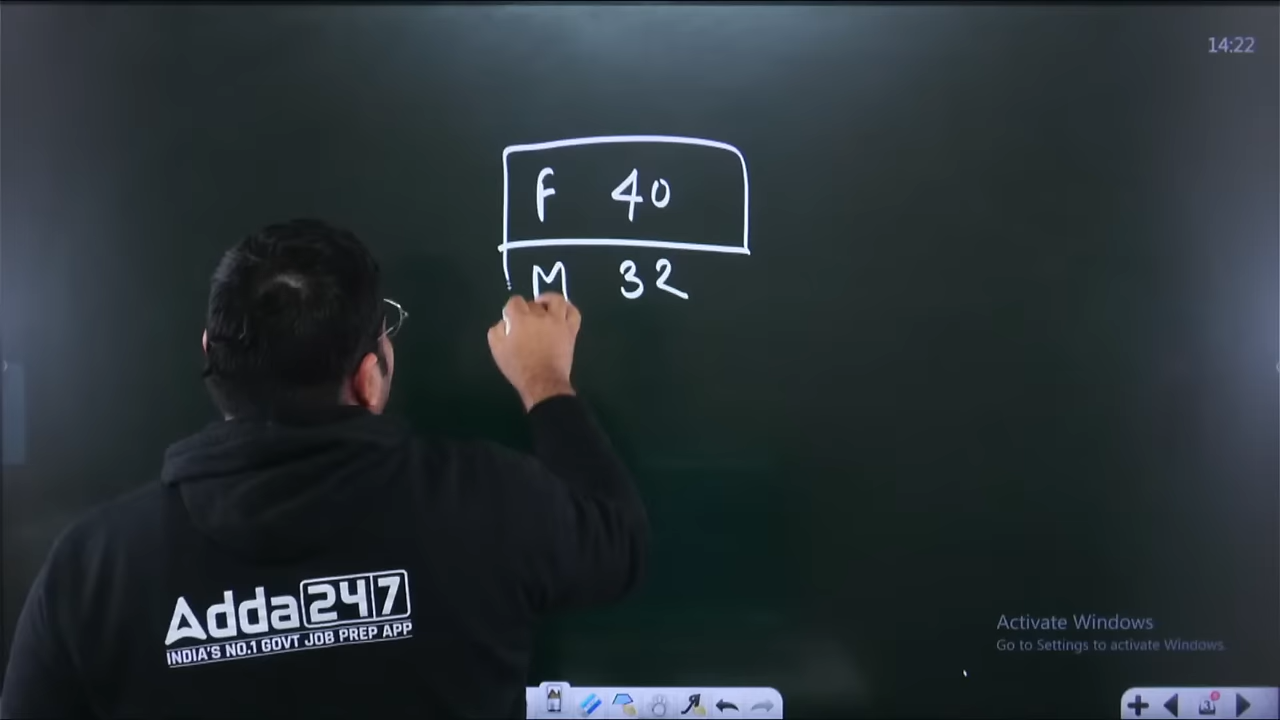 14:22
F 40
M 32
Adda247
INDIA'S NO.1 GOVT JOB PREP APP
Activate Windows
Go to Settings to activate Windows.
3